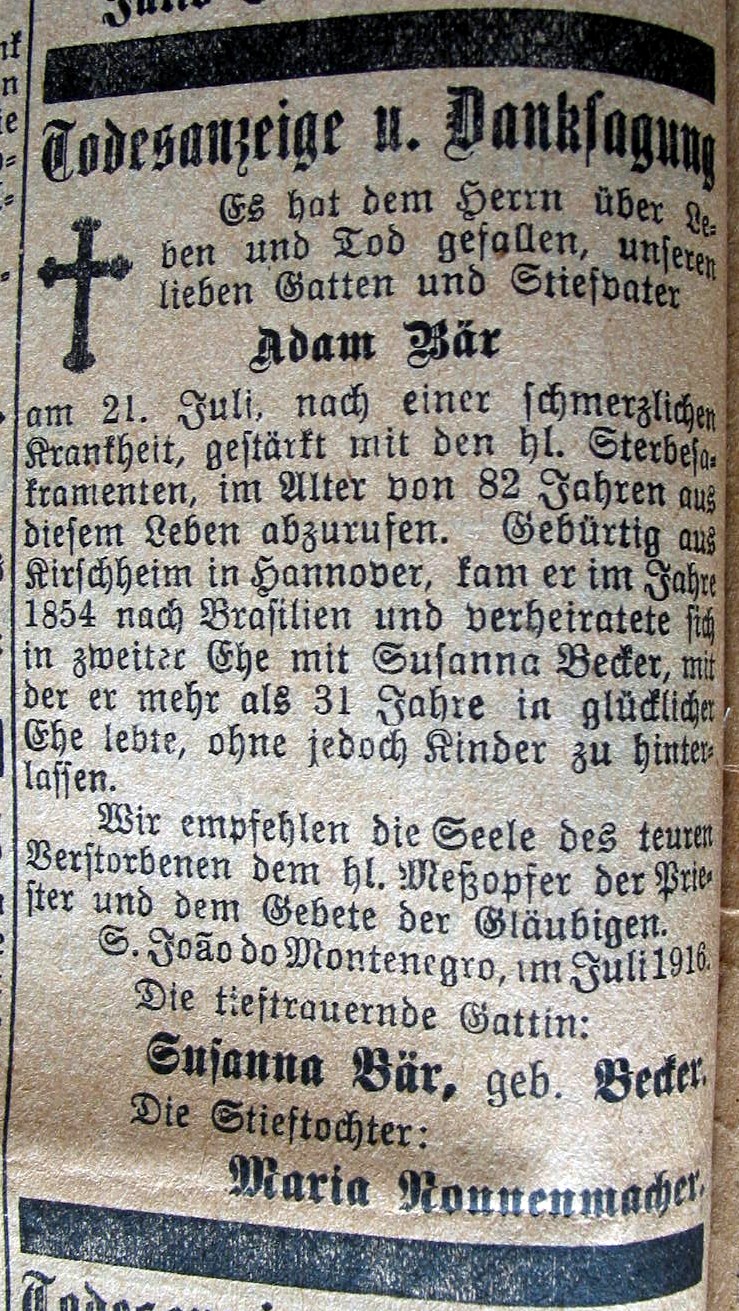 Todesanzeige u. Danksagung
Es hat dem Herrn über Le-
ben und Tod gefallen, unseren
lieben Gatten und Stiefvater
Adam Bär
am 21. Juli, nach einer schmerzlichen
Krankheit, gestärkt mit den hl. Sterbesa-
kramenten, im Alter von 82 Jahren aus
diesem Leben abzurufen. Gebürtig aus
Kirschheim in Hannover, kam er im Jahre
1854 nach Brasilien und verheiratete sich
in zweiter Ehe mit Susanna Becker, mit
der er mehr als 31 Jahre in glücklicher
Ehe lebte, ohne jedoch Kinder zu hinter-
lassen.
Wir empfehlen die Seele des teuren
Verstorbenen dem hl. Meßopfer der Prie-
ster und dem Gebete der Gläubigen.
S. João do Montenegro, im Juli 1916.
Die tieftrauernde Gattin:
Susanna Bär, geb. Becker.
Die Stieftochter:
Maria Nonnenmacher.